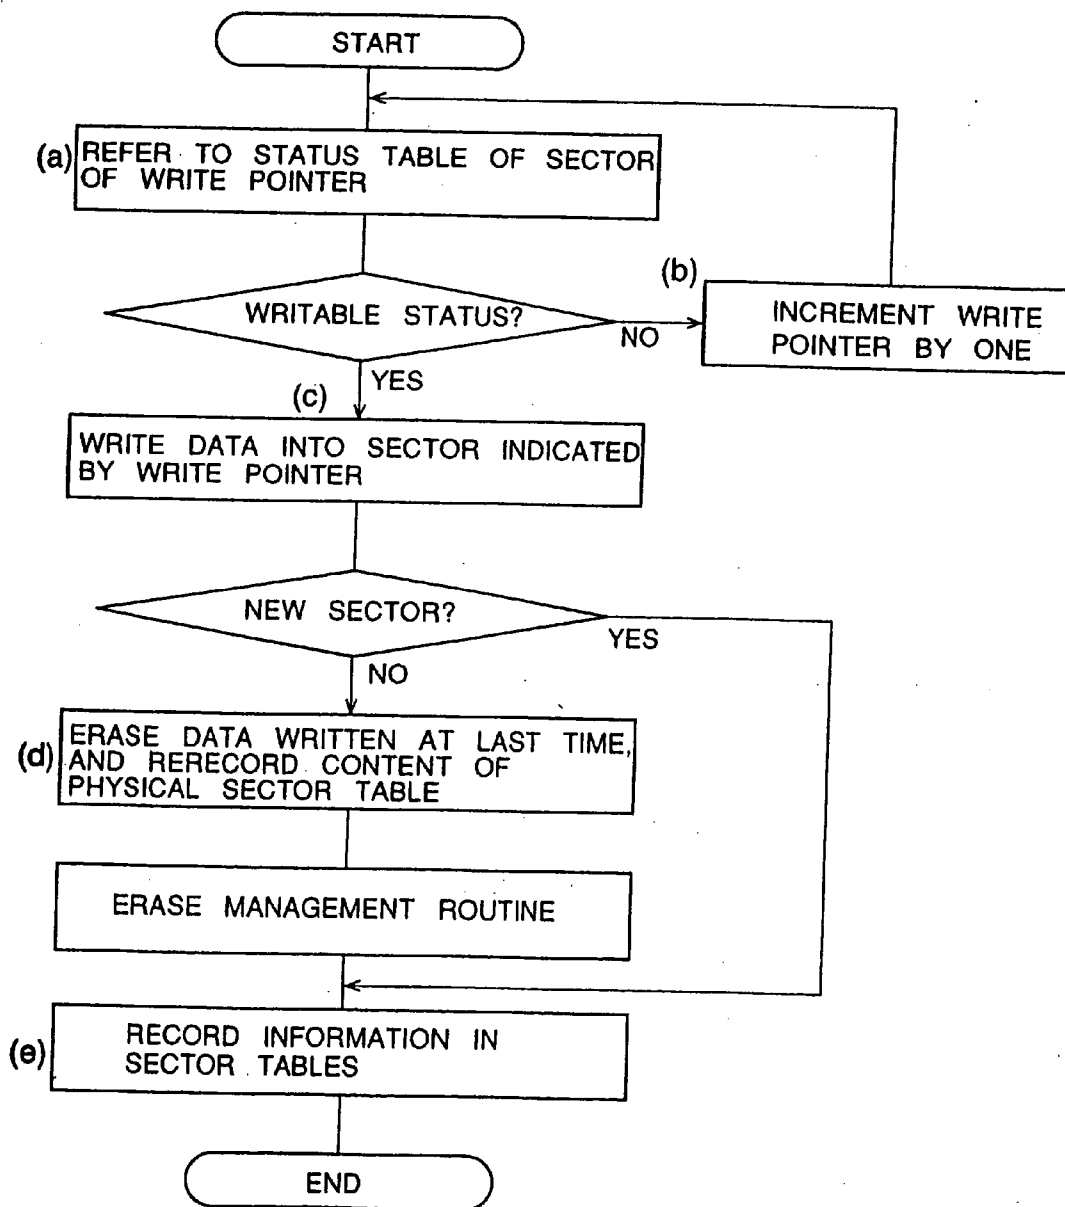 START
(a) REFER TO STATUS TABLE OF SECTOR
OF WRITE POINTER
WRITABLE STATUS?
NO
(b)
INCREMENT WRITE
POINTER BY ONE
YES
(c)
WRITE DATA INTO SECTOR INDICATED
BY WRITE POINTER
NEW SECTOR?
YES
NO
(d) ERASE DATA WRITTEN AT LAST TIME,
AND RERECORD CONTENT OF
PHYSICAL SECTOR TABLE
ERASE MANAGEMENT ROUTINE
(e) RECORD INFORMATION IN
SECTOR TABLES
END